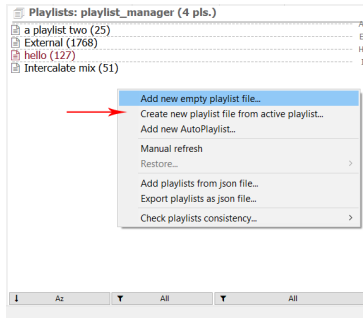 Playlists: playlist_manager (4 pls.)
a playlist two (25)
External (1768)
hello (127)
Intercalate mix (51)
A
E
H
I
Add new empty playlist file...
Create new playlist file from active playlist...
Add new AutoPlaylist...
Manual refresh
Restore...
Add playlists from json file...
Export playlists as json file...
Check playlists consistency...
Az
All
All